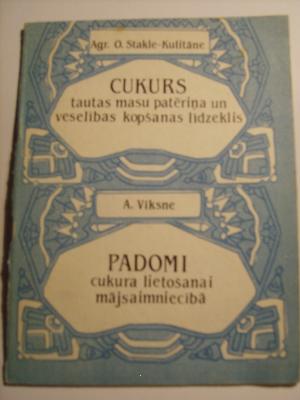 Agr. O. Stakle-Kulitāne
CUKURS
tautas masu patēriņa un
veselības kopšanas līdzeklis
A. Vīksne
PADOMI
cukura lietošanai
mājsaimniecībā